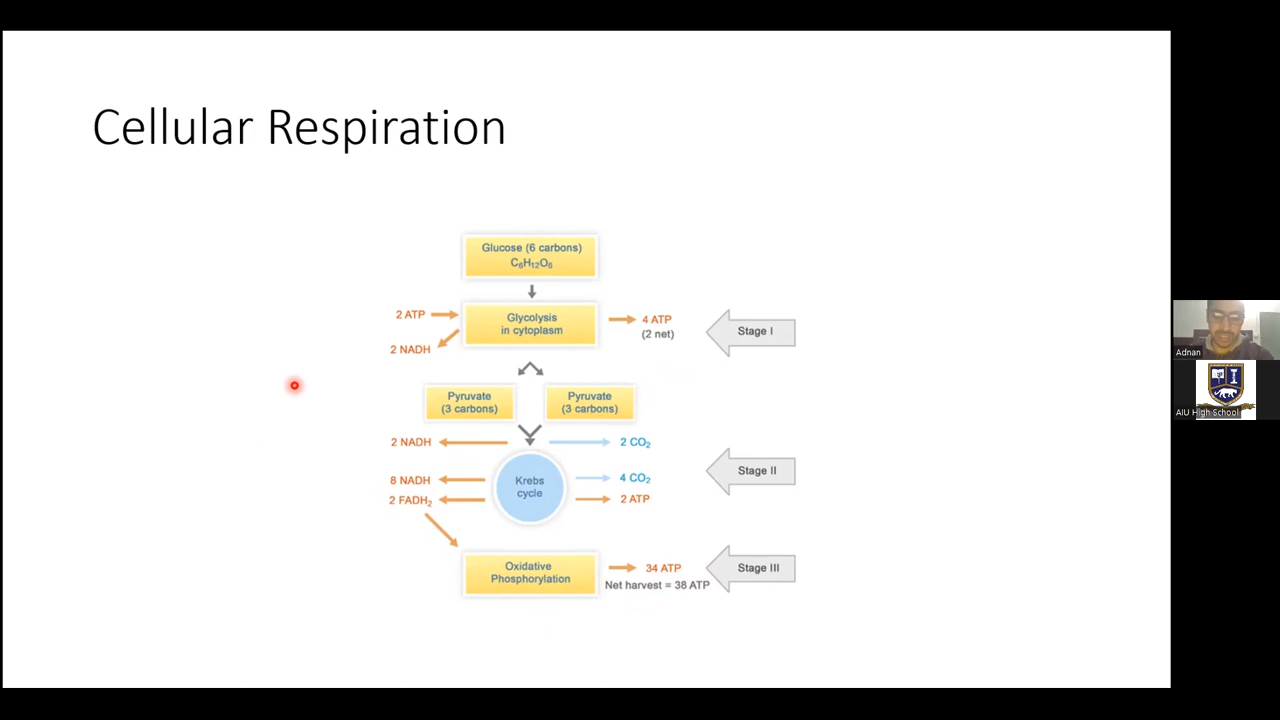 Cellular Respiration
Glucose (6 carbons)
C₆H₁₂O₆
2 ATP
Glycolysis
in cytoplasm
4 ATP
(2 net)
Stage I
2 NADH
Pyruvate
(3 carbons)
Pyruvate
(3 carbons)
2 NADH
2 CO₂
8 NADH
Krebs
cycle
4 CO₂
Stage II
2 FADH₂
2 ATP
Oxidative
Phosphorylation
34 ATP
Stage III
Net harvest = 38 ATP
Adnan
AIU High School